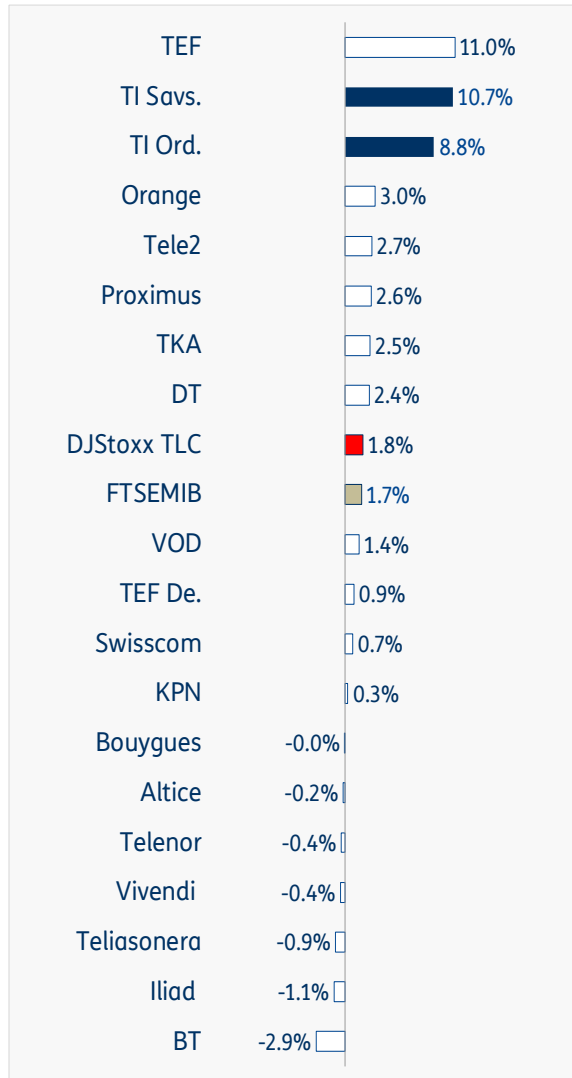 TEF 11.0%
TI Savs. 10.7%
TI Ord. 8.8%
Orange 3.0%
Tele2 2.7%
Proximus 2.6%
TKA 2.5%
DT 2.4%
DJStoxx TLC 1.8%
FTSEMIB 1.7%
VOD 1.4%
TEF De. 0.9%
Swisscom 0.7%
KPN 0.3%
Bouygues -0.0%
Altice -0.2%
Telenor -0.4%
Vivendi -0.4%
Teliasonera -0.9%
Iliad -1.1%
BT -2.9%